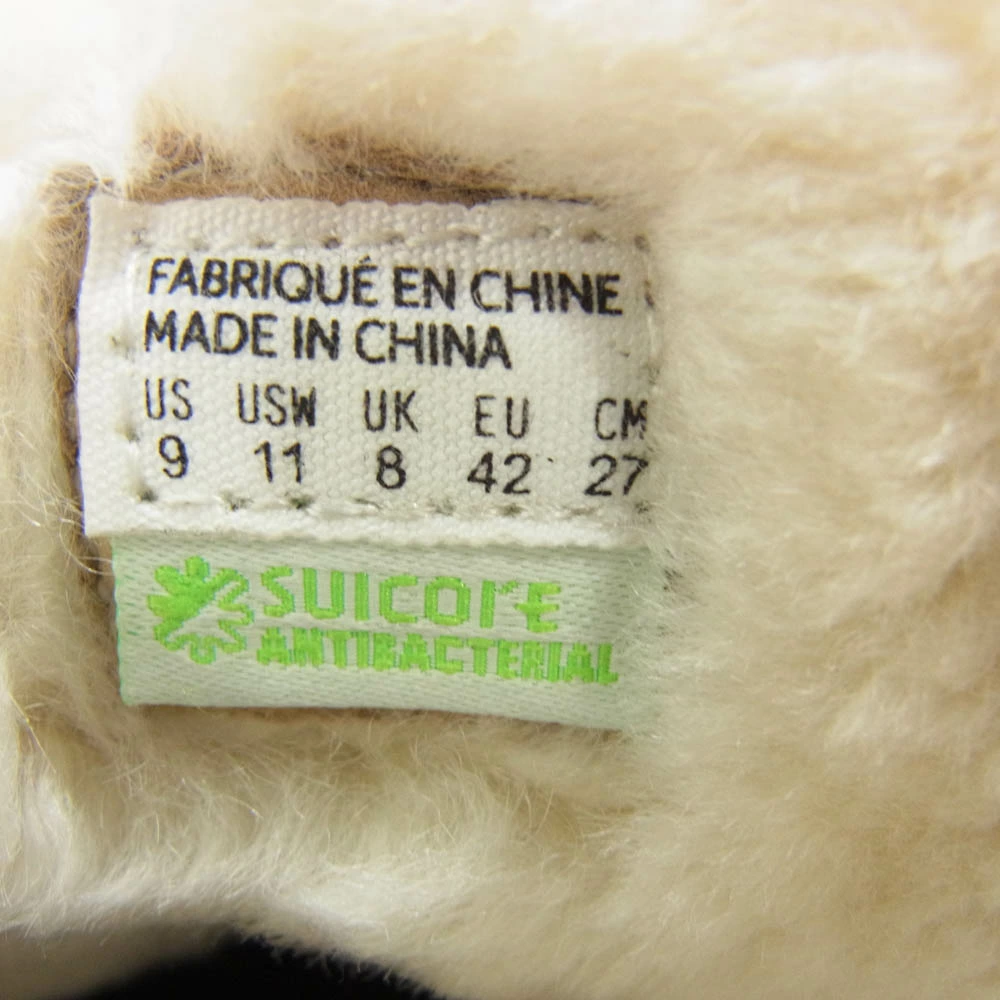 FABRIQUÉ EN CHINE
MADE IN CHINA
US USW UK EU CM
9 11 8 42 27
SUICOKE
ANTIBACTERIAL